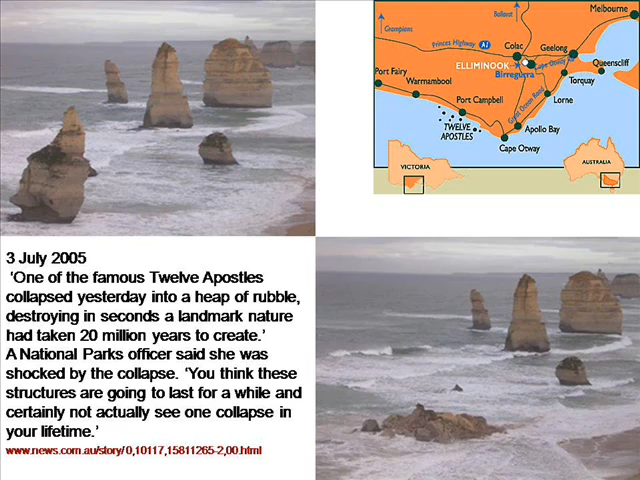 Melbourne
Ballarat
Grampians
Princes Highway A1
Colac
Geelong
ELLIMINOOK
Birregurra
Cape Otway Rd
Queenscliff
Port Fairy
Warrnambool
Torquay
Port Campbell
Great Ocean Road
Lorne
TWELVE
APOSTLES
Apollo Bay
Cape Otway
VICTORIA
AUSTRALIA
3 July 2005
‘One of the famous Twelve Apostles
collapsed yesterday into a heap of rubble,
destroying in seconds a landmark nature
had taken 20 million years to create.’
A National Parks officer said she was
shocked by the collapse. ‘You think these
structures are going to last for a while and
certainly not actually see one collapse in
your lifetime.’
www.news.com.au/story/0,10117,15811265-2,00.html